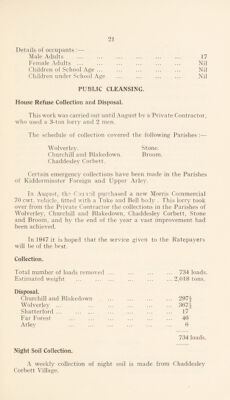 21
Details of occupants:—
Male Adults ... ... ... ... ... ... 17
Female Adults ... ... ... ... ... ... Nil
Children of School Age ... ... ... ... ... Nil
Children under School Age ... ... ... ... Nil
PUBLIC CLEANSING.
House Refuse Collection and Disposal.
This work was carried out until August by a Private Contractor,
who used a 3-ton lorry and 2 men.
The schedule of collection covered the following Parishes:—
Wolverley. Stone.
Churchill and Blakedown. Broom.
Chaddesley Corbett.
Certain emergency collections have been made in the Parishes
of Kidderminster Foreign and Upper Arley.
In August, the Council purchased a new Morris Commercial
70 cwt. vehicle, fitted with a Tuke and Bell body. This lorry took
over from the Private Contractor the collections in the Parishes of
Wolverley, Churchill and Blakedown, Chaddesley Corbett, Stone
and Broom, and by the end of the year a vast improvement had
been achieved.
In 1947 it is hoped that the service given to the Ratepayers
will be of the best.
Collection.
Total number of loads removed ... ... ... ... 734 loads.
Estimated weight ... ... ... ... ... 2,018 tons.
Disposal.
Churchill and Blakedown ... ... ... ... 297½
Wolverley ... ... ... ... ... ... 367½
Shatterford ... ... ... ... ... ... 17
Far Forest ... ... ... ... ... ... 46
Arley ... ... ... ... ... ... 6
734 loads.
Night Soil Collection.
A weekly collection of night soil is made from Chaddesley
Corbett Village.